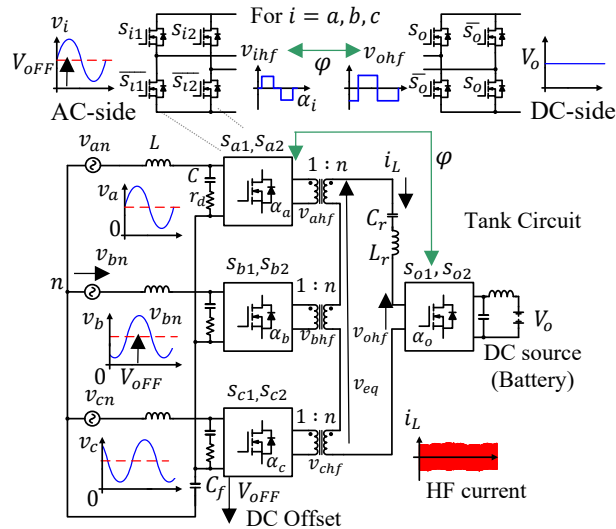 For i = a, b, c
v_i
V_oFF
AC-side
s_i1 s_i2
s̅_i1 s̅_i2
v_ihf
α_i
φ
v_ohf
s_o s̅_o
s̅_o s_o
V_o
DC-side
v_an L
s_a1, s_a2
1 : n
φ
i_L
C
r_d
α_a
v_ahf
v_a
0
C_r
L_r
Tank Circuit
n
v_bn
s_b1, s_b2
1 : n
s_o1, s_o2
v_b v_bn
0 V_oFF
α_b
v_bhf
v_ohf
α_o
V_o
DC source
(Battery)
v_eq
v_cn
s_c1, s_c2
1 : n
v_c
0
α_c
v_chf
C_f
V_oFF
DC Offset
i_L
HF current